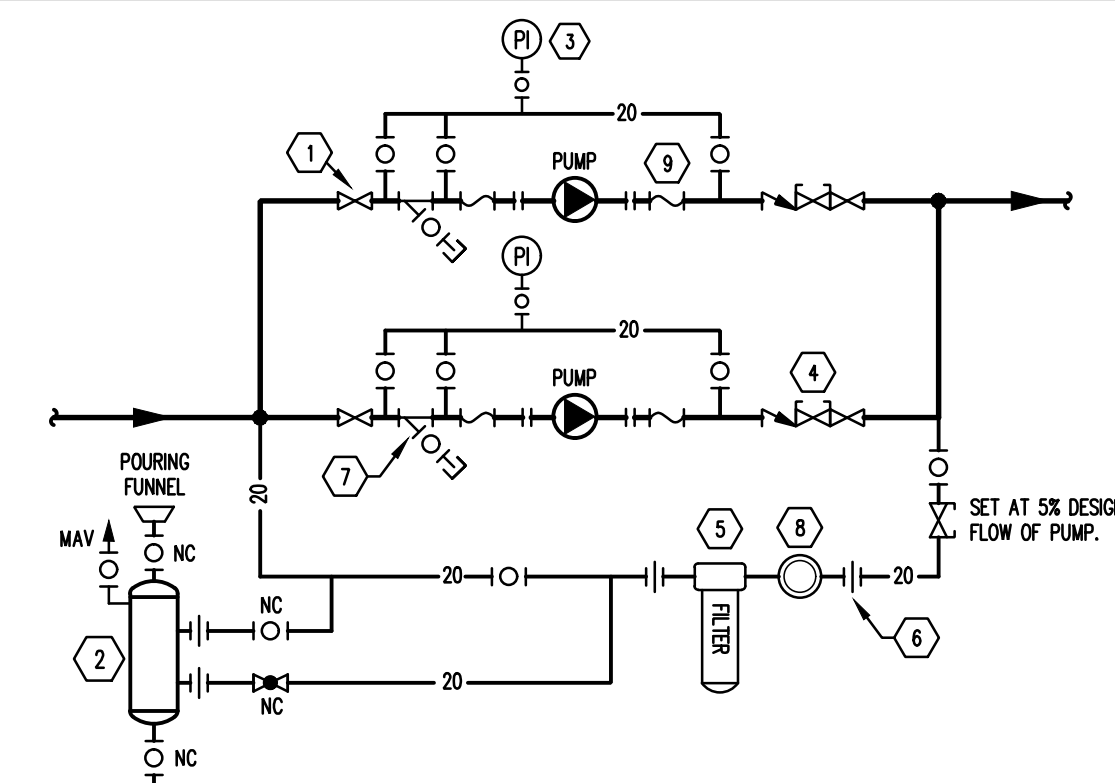 PI
3
20
1
PUMP
9
PI
20
PUMP
4
7
POURING
FUNNEL
20
MAV
NC
5
8
SET AT 5% DESIG
FLOW OF PUMP.
20
20
NC
FILTER
6
2
20
NC
NC